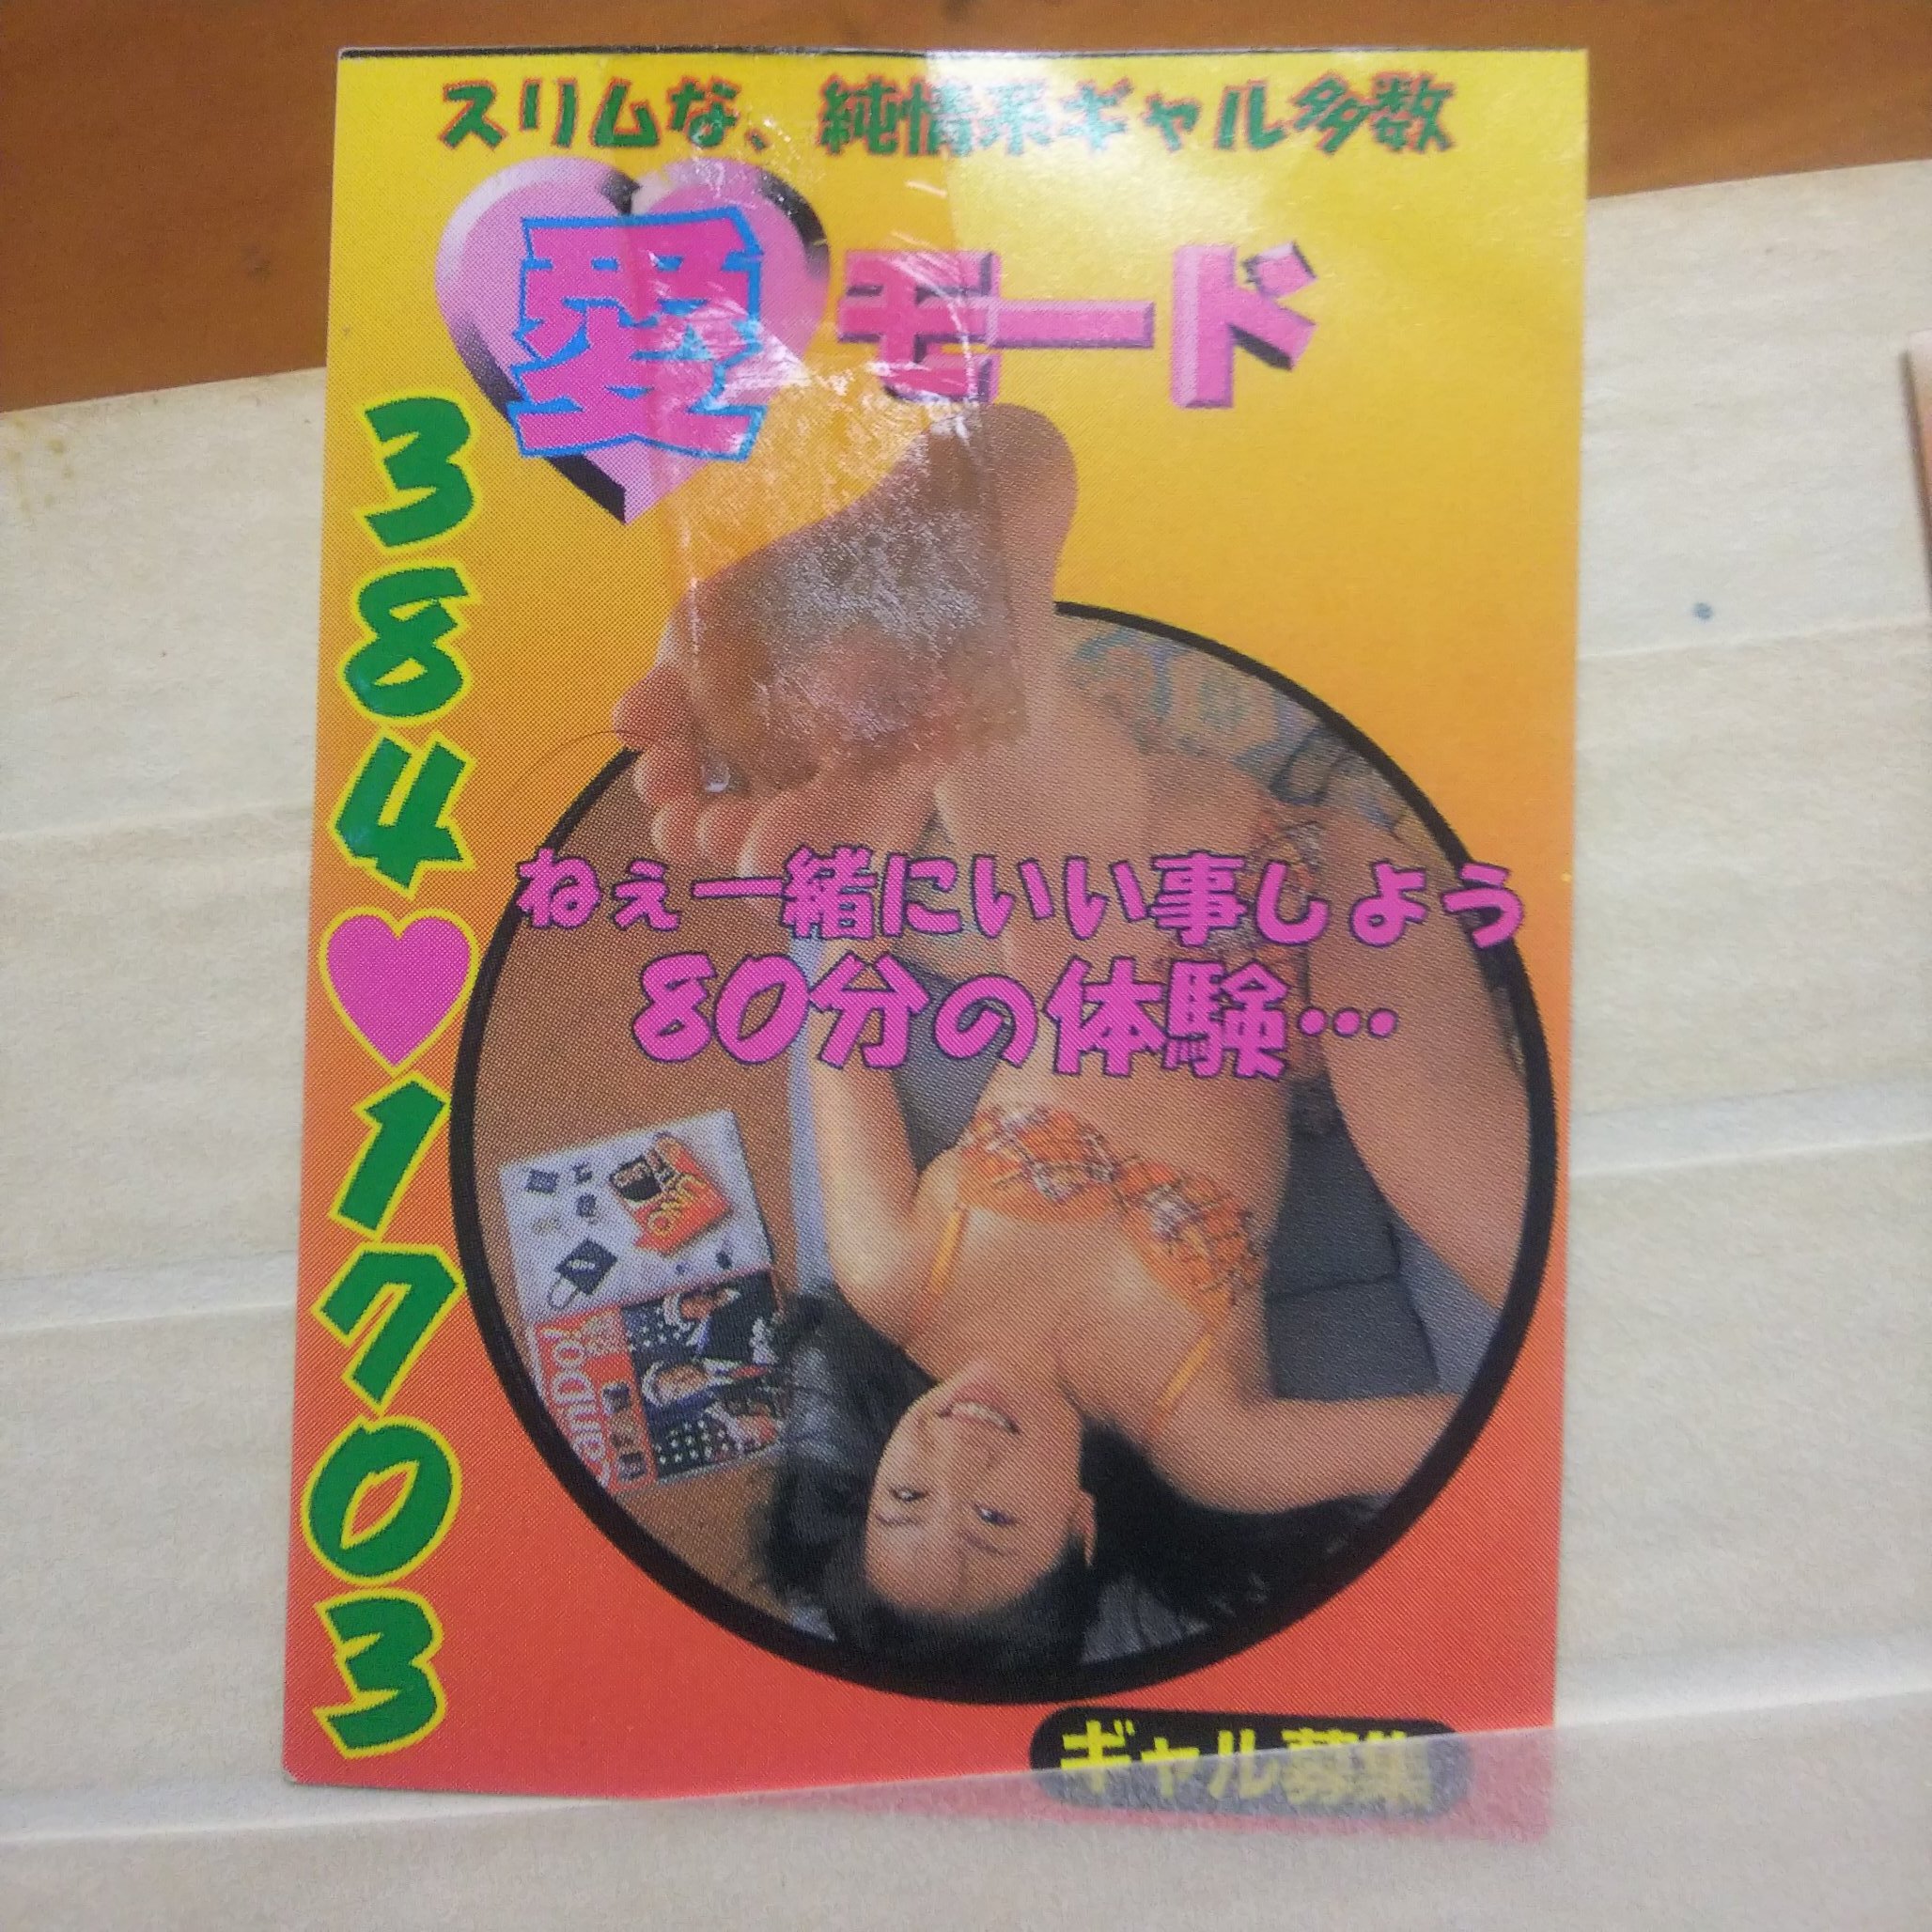 スリムな、純情系ギャル多数
愛モード
384♥1703
ねぇ一緒にいい事しよう
80分の体験…
CanDo!
ギャル募集